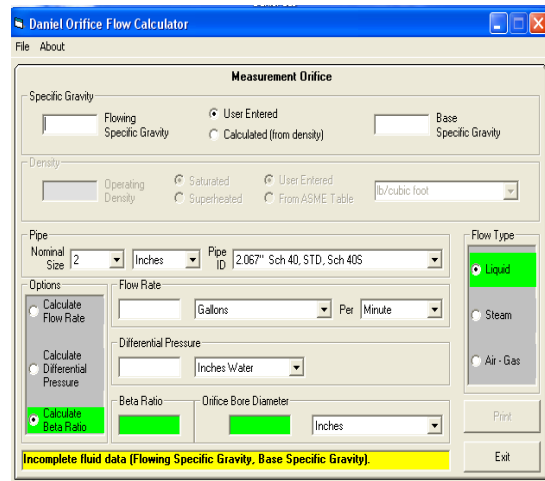 Daniel Orifice Flow Calculator
File About
Measurement Orifice
Specific Gravity
Flowing
Specific Gravity
User Entered
Calculated (from density)
Base
Specific Gravity
Density
Operating
Density
Saturated
Superheated
User Entered
From ASME Table
lb/cubic foot
Pipe
Nominal
Size
2
Inches
Pipe
ID
2.067" Sch 40, STD, Sch 40S
Flow Type
Liquid
Steam
Air - Gas
Options
Calculate
Flow Rate
Calculate
Differential
Pressure
Calculate
Beta Ratio
Flow Rate
Gallons
Per
Minute
Differential Pressure
Inches Water
Beta Ratio
Orifice Bore Diameter
Inches
Print
Exit
Incomplete fluid data (Flowing Specific Gravity, Base Specific Gravity).